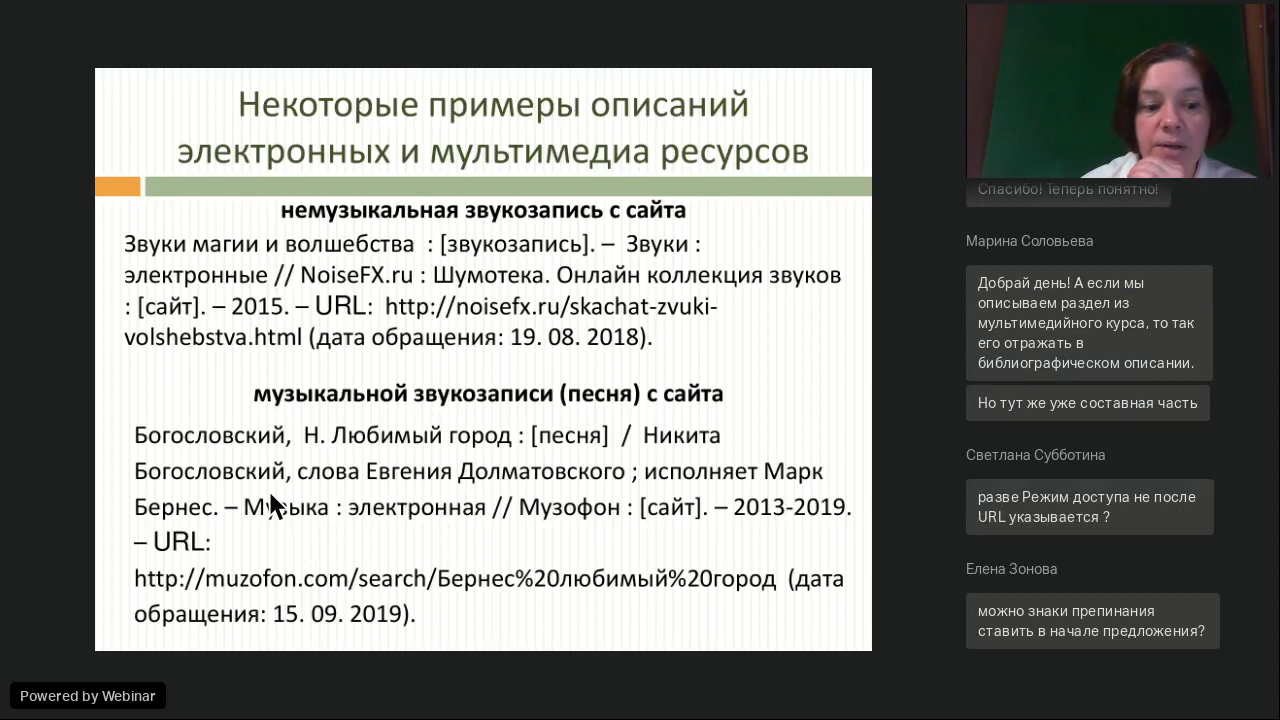 Некоторые примеры описаний
электронных и мультимедиа ресурсов
немузыкальная звукозапись с сайта
Звуки магии и волшебства : [звукозапись]. – Звуки :
электронные // NoiseFX.ru : Шумотека. Онлайн коллекция звуков
: [сайт]. – 2015. – URL: http://noisefx.ru/skachat-zvuki-
volshebstva.html (дата обращения: 19. 08. 2018).
музыкальной звукозаписи (песня) с сайта
Богословский, Н. Любимый город : [песня] / Никита
Богословский, слова Евгения Долматовского ; исполняет Марк
Бернес. – Музыка : электронная // Музофон : [сайт]. – 2013-2019.
– URL:
http://muzofon.com/search/Бернес%20любимый%20город (дата
обращения: 15. 09. 2019).
Спасибо! Теперь понятно!
Марина Соловьева
Добрай день! А если мы
описываем раздел из
мультимедийного курса, то так
его отражать в
библиографическом описании.
Но тут же уже составная часть
Светлана Субботина
разве Режим доступа не после
URL указывается ?
Елена Зонова
можно знаки препинания
ставить в начале предложения?
Powered by Webinar